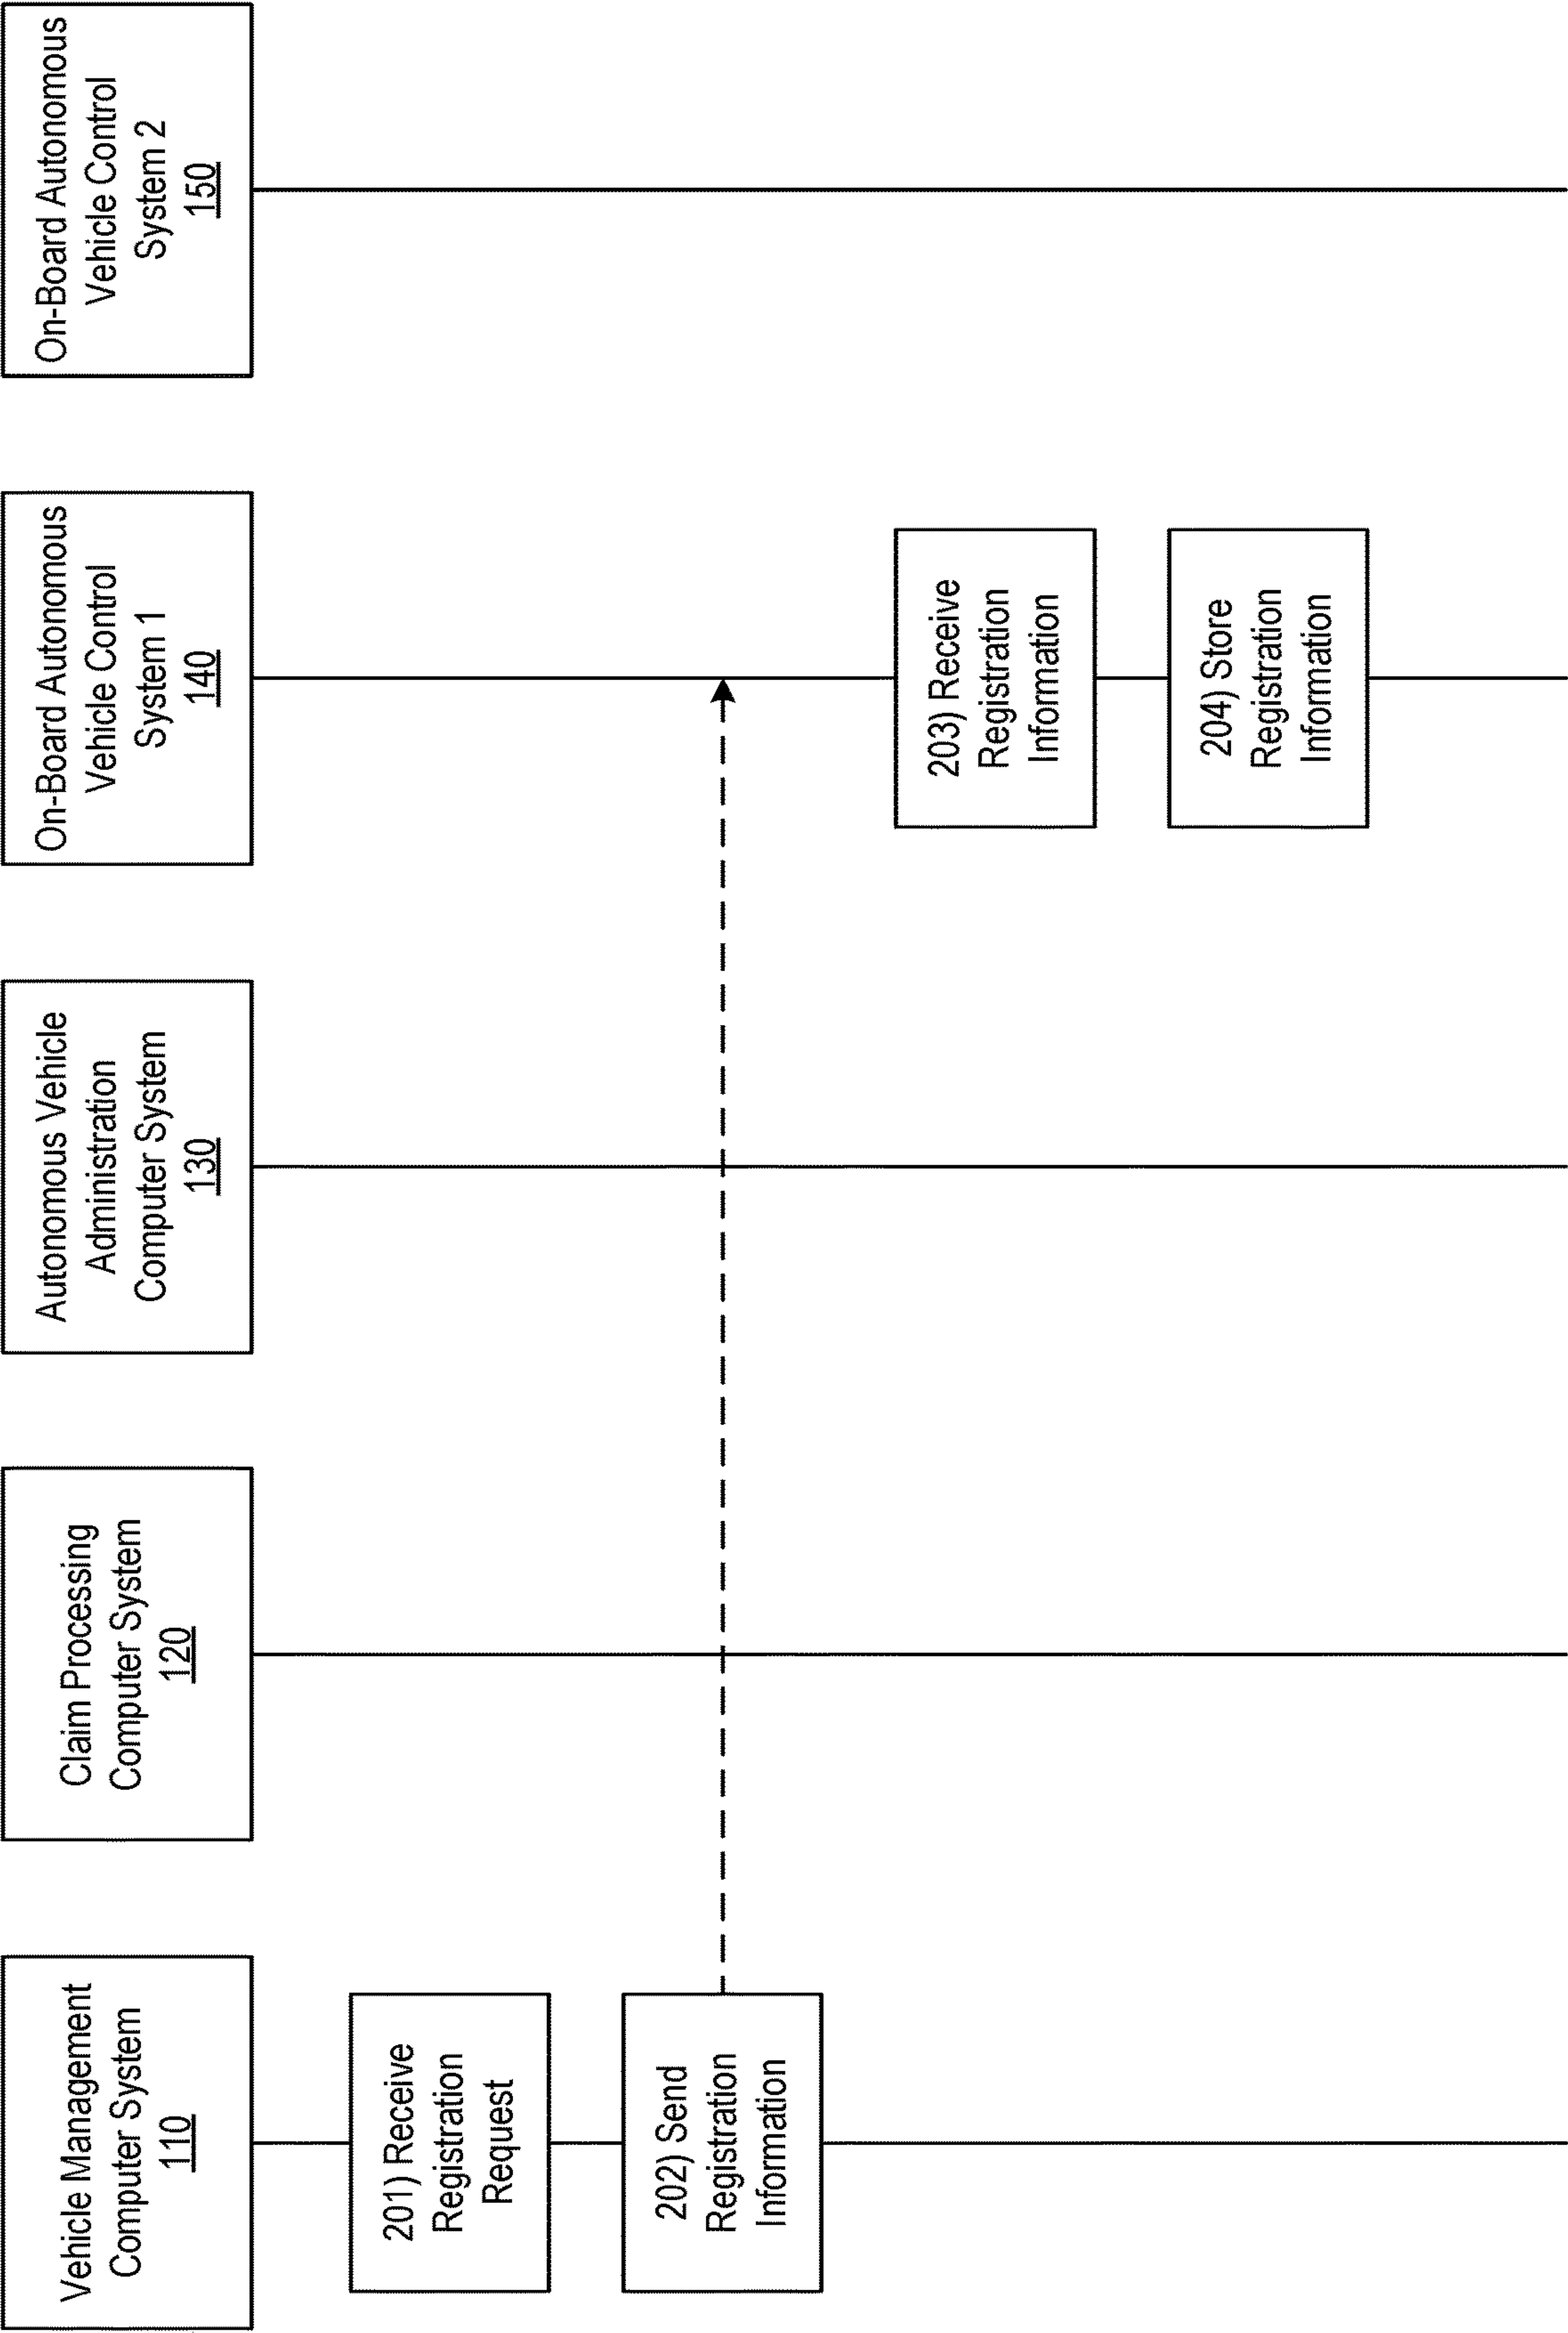 Vehicle Management
Computer System
110
Claim Processing
Computer System
120
Autonomous Vehicle
Administration
Computer System
130
On-Board Autonomous
Vehicle Control
System 1
140
On-Board Autonomous
Vehicle Control
System 2
150
201) Receive
Registration
Request
202) Send
Registration
Information
203) Receive
Registration
Information
204) Store
Registration
Information